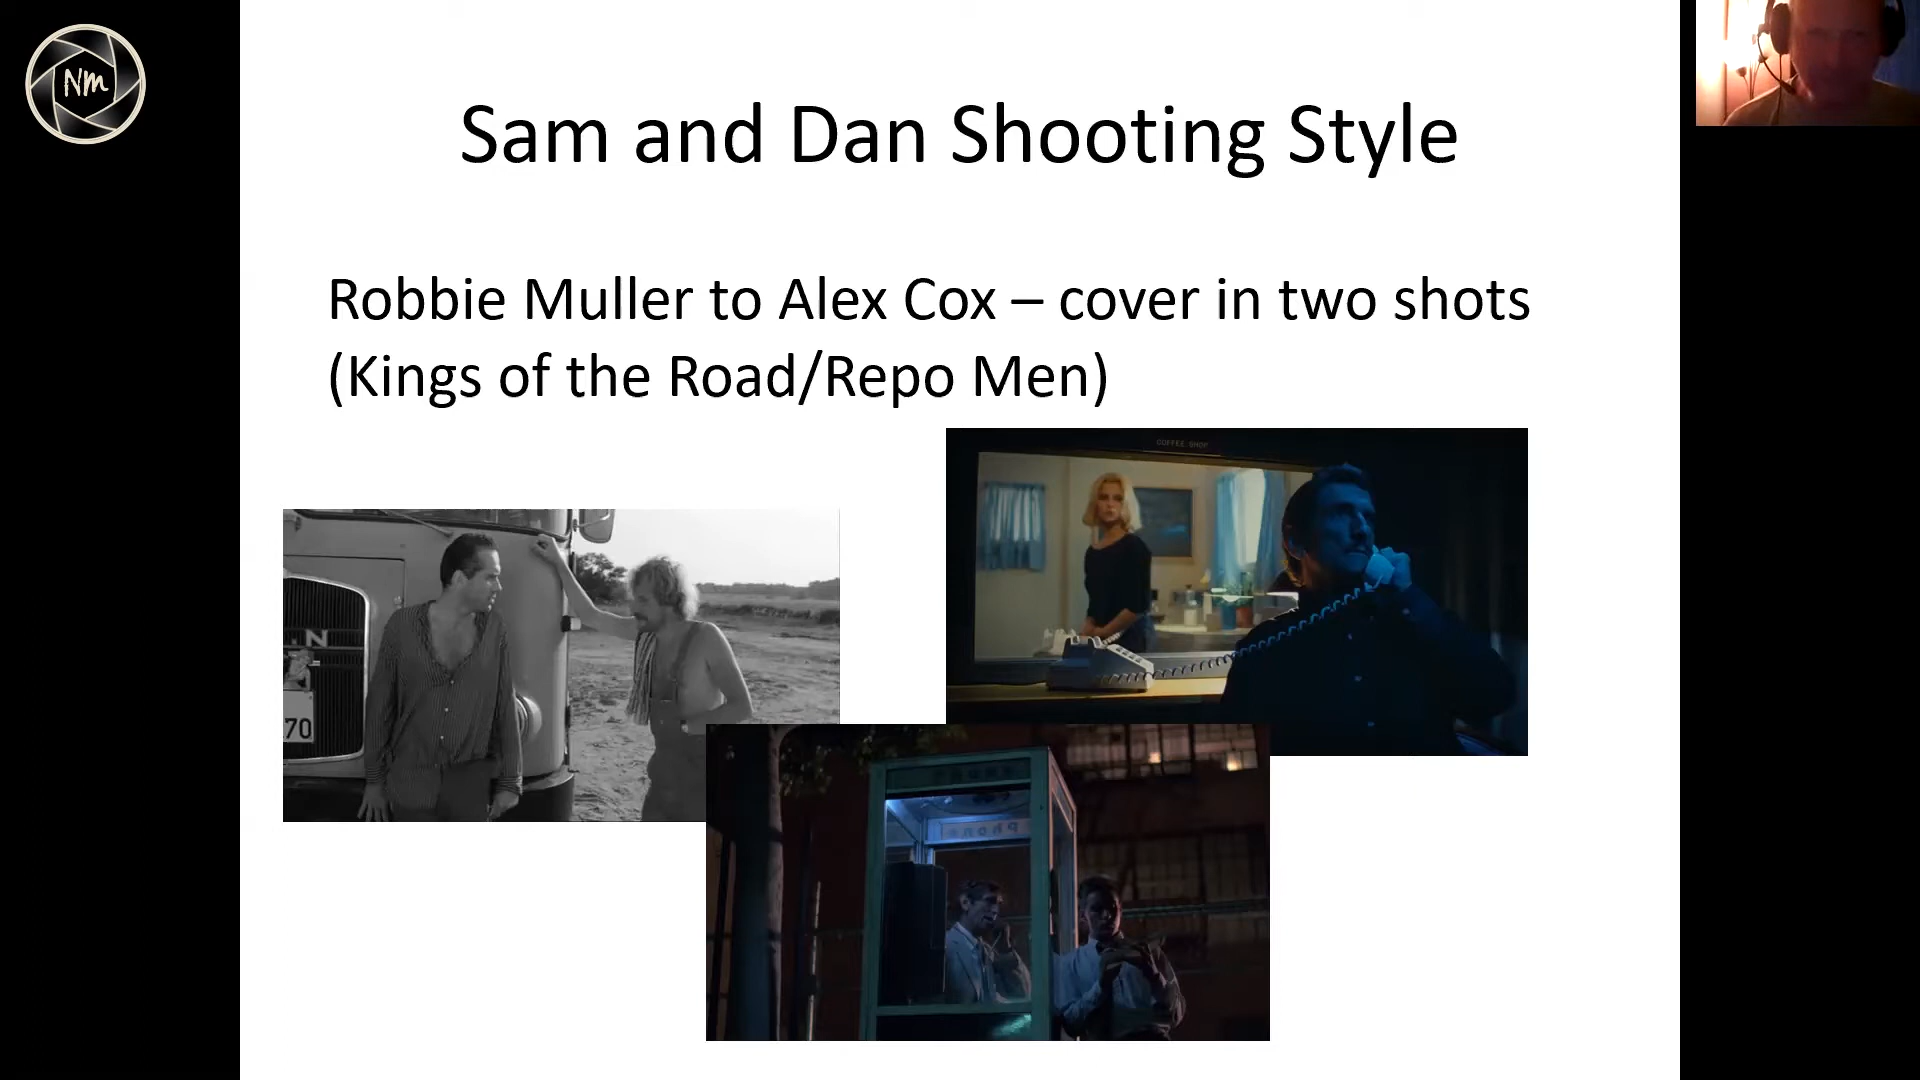 Nm
Sam and Dan Shooting Style
Robbie Muller to Alex Cox – cover in two shots
(Kings of the Road/Repo Men)
COFFEE SHOP
N
70
Phone